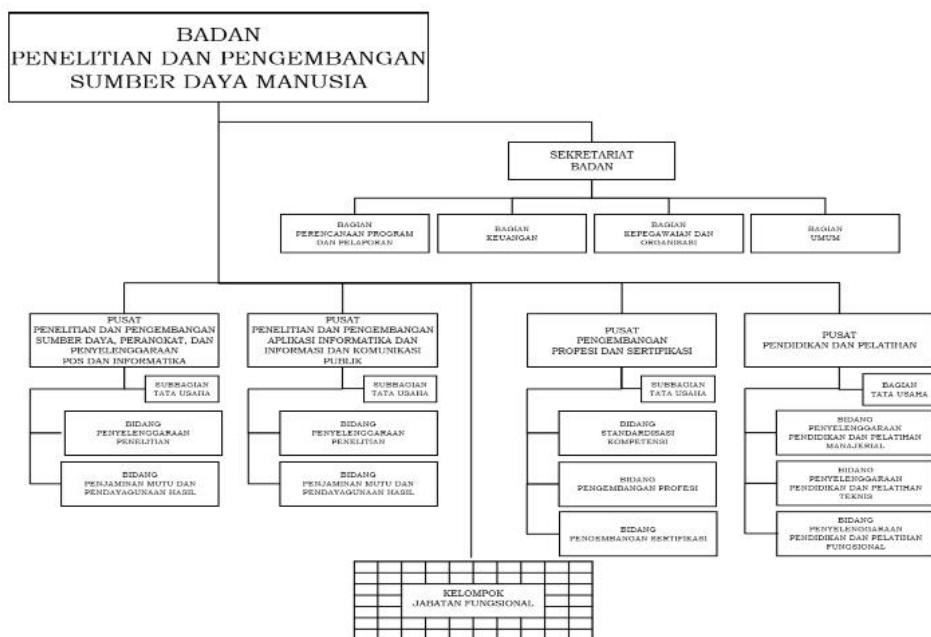 BADAN
PENELITIAN DAN PENGEMBANGAN
SUMBER DAYA MANUSIA
SEKRETARIAT
BADAN
BAGIAN
PERENCANAAN PROGRAM
DAN PELAPORAN
BAGIAN
KEUANGAN
BAGIAN
KEPEGAWAIAN DAN
ORGANISASI
BAGIAN
UMUM
PUSAT
PENELITIAN DAN PENGEMBANGAN
SUMBER DAYA, PERANGKAT, DAN
PENYELENGGARAAN
POS DAN INFORMATIKA
SUBBAGIAN
TATA USAHA
BIDANG
PENYELENGGARAAN
PENELITIAN
BIDANG
PENJAMINAN MUTU DAN
PENDAYAGUNAAN HASIL
PUSAT
PENELITIAN DAN PENGEMBANGAN
APLIKASI INFORMATIKA DAN
INFORMASI DAN KOMUNIKASI
PUBLIK
SUBBAGIAN
TATA USAHA
BIDANG
PENYELENGGARAAN
PENELITIAN
BIDANG
PENJAMINAN MUTU DAN
PENDAYAGUNAAN HASIL
PUSAT
PENGEMBANGAN
PROFESI DAN SERTIFIKASI
SUBBAGIAN
TATA USAHA
BIDANG
STANDARDISASI
KOMPETENSI
BIDANG
PENGEMBANGAN PROFESI
BIDANG
PENGEMBANGAN SERTIFIKASI
PUSAT
PENDIDIKAN DAN PELATIHAN
BAGIAN
TATA USAHA
BIDANG
PENYELENGGARAAN
PENDIDIKAN DAN PELATIHAN
MANAJERIAL
BIDANG
PENYELENGGARAAN
PENDIDIKAN DAN PELATIHAN
TEKNIS
BIDANG
PENYELENGGARAAN
PENDIDIKAN DAN PELATIHAN
FUNGSIONAL
KELOMPOK
JABATAN FUNGSIONAL